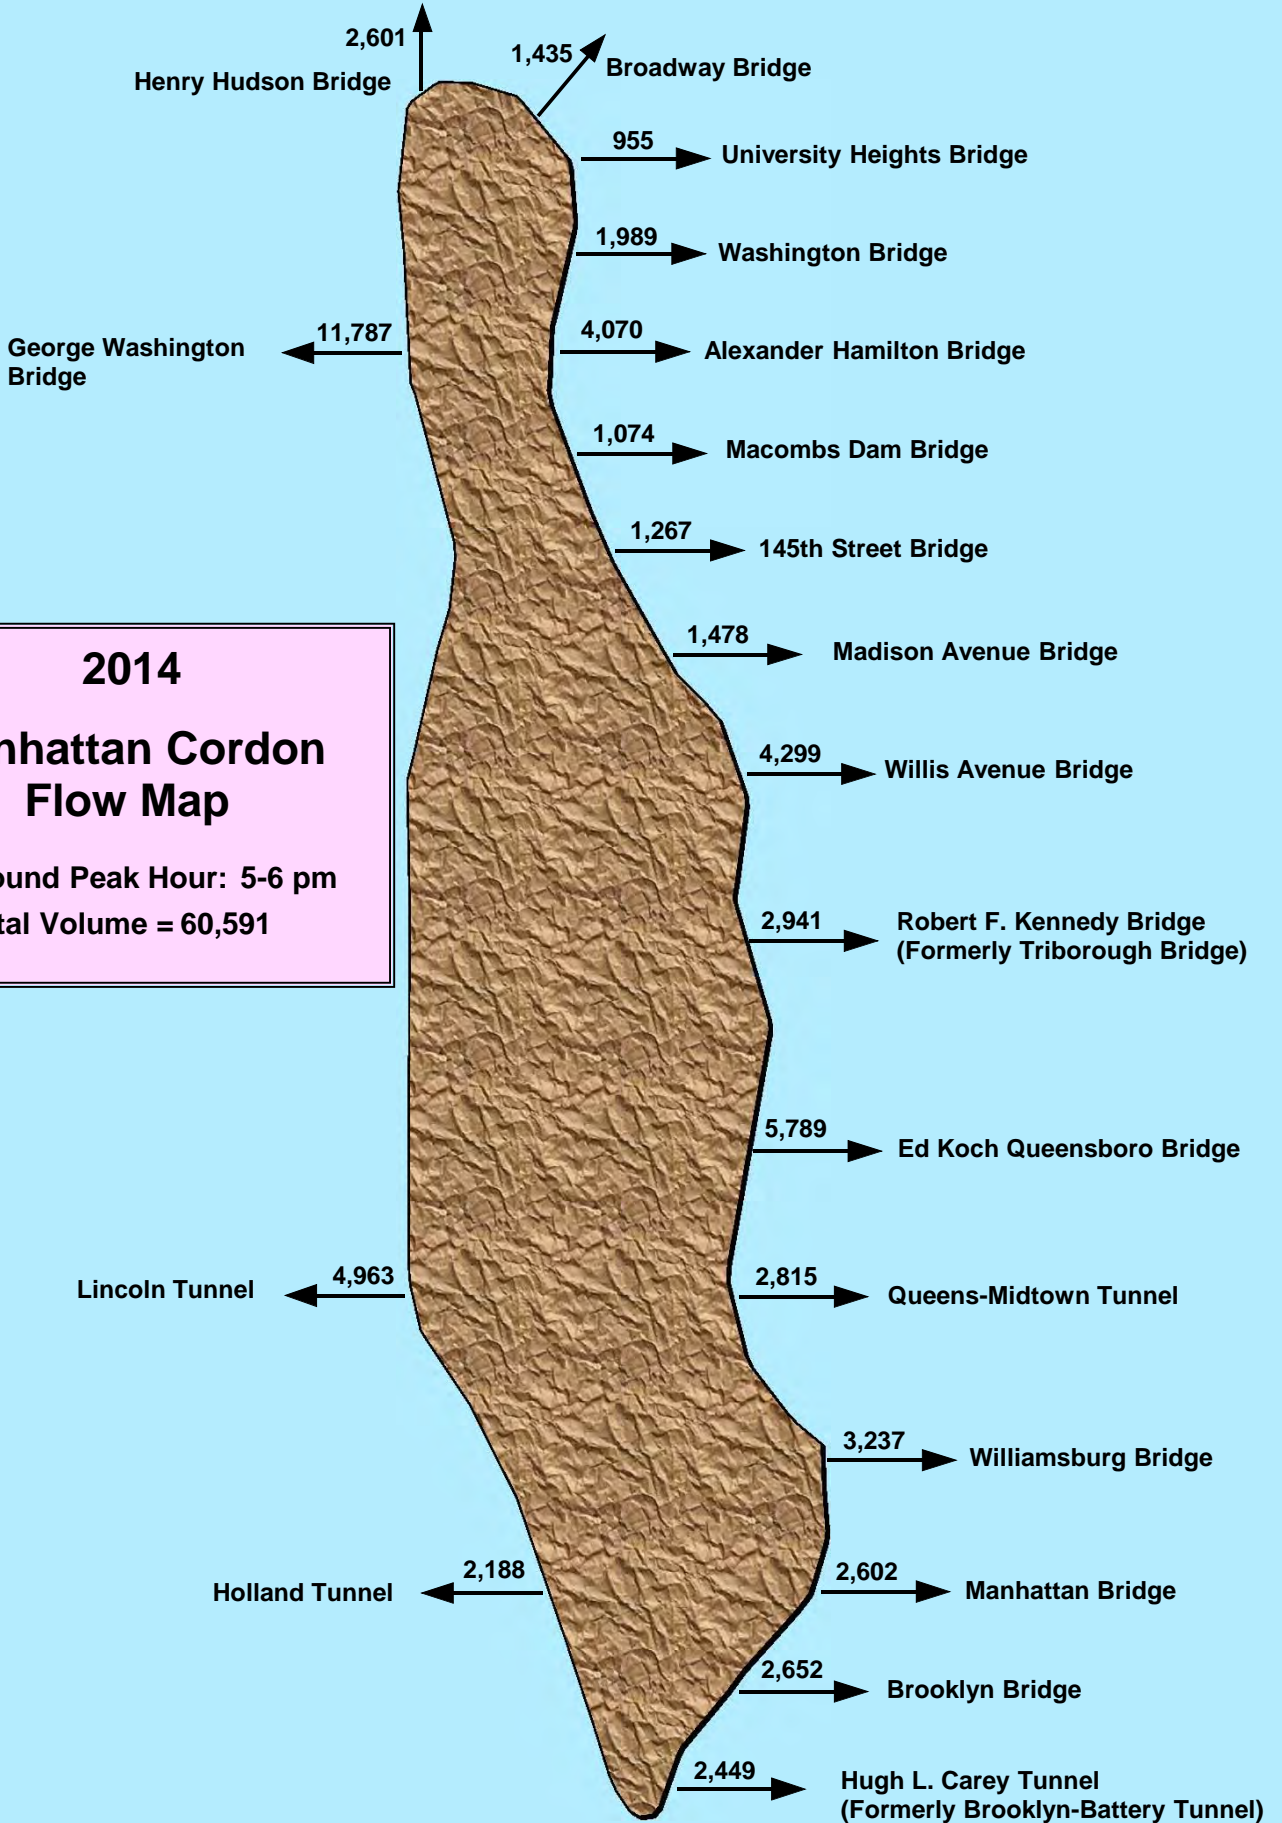 2,601
Henry Hudson Bridge
1,435
Broadway Bridge
955
University Heights Bridge
1,989
Washington Bridge
George Washington
Bridge
11,787
4,070
Alexander Hamilton Bridge
1,074
Macombs Dam Bridge
1,267
145th Street Bridge
1,478
Madison Avenue Bridge
2014
nhattan Cordon
Flow Map
ound Peak Hour: 5-6 pm
tal Volume = 60,591
4,299
Willis Avenue Bridge
2,941
Robert F. Kennedy Bridge
(Formerly Triborough Bridge)
5,789
Ed Koch Queensboro Bridge
Lincoln Tunnel
4,963
2,815
Queens-Midtown Tunnel
3,237
Williamsburg Bridge
Holland Tunnel
2,188
2,602
Manhattan Bridge
2,652
Brooklyn Bridge
2,449
Hugh L. Carey Tunnel
(Formerly Brooklyn-Battery Tunnel)